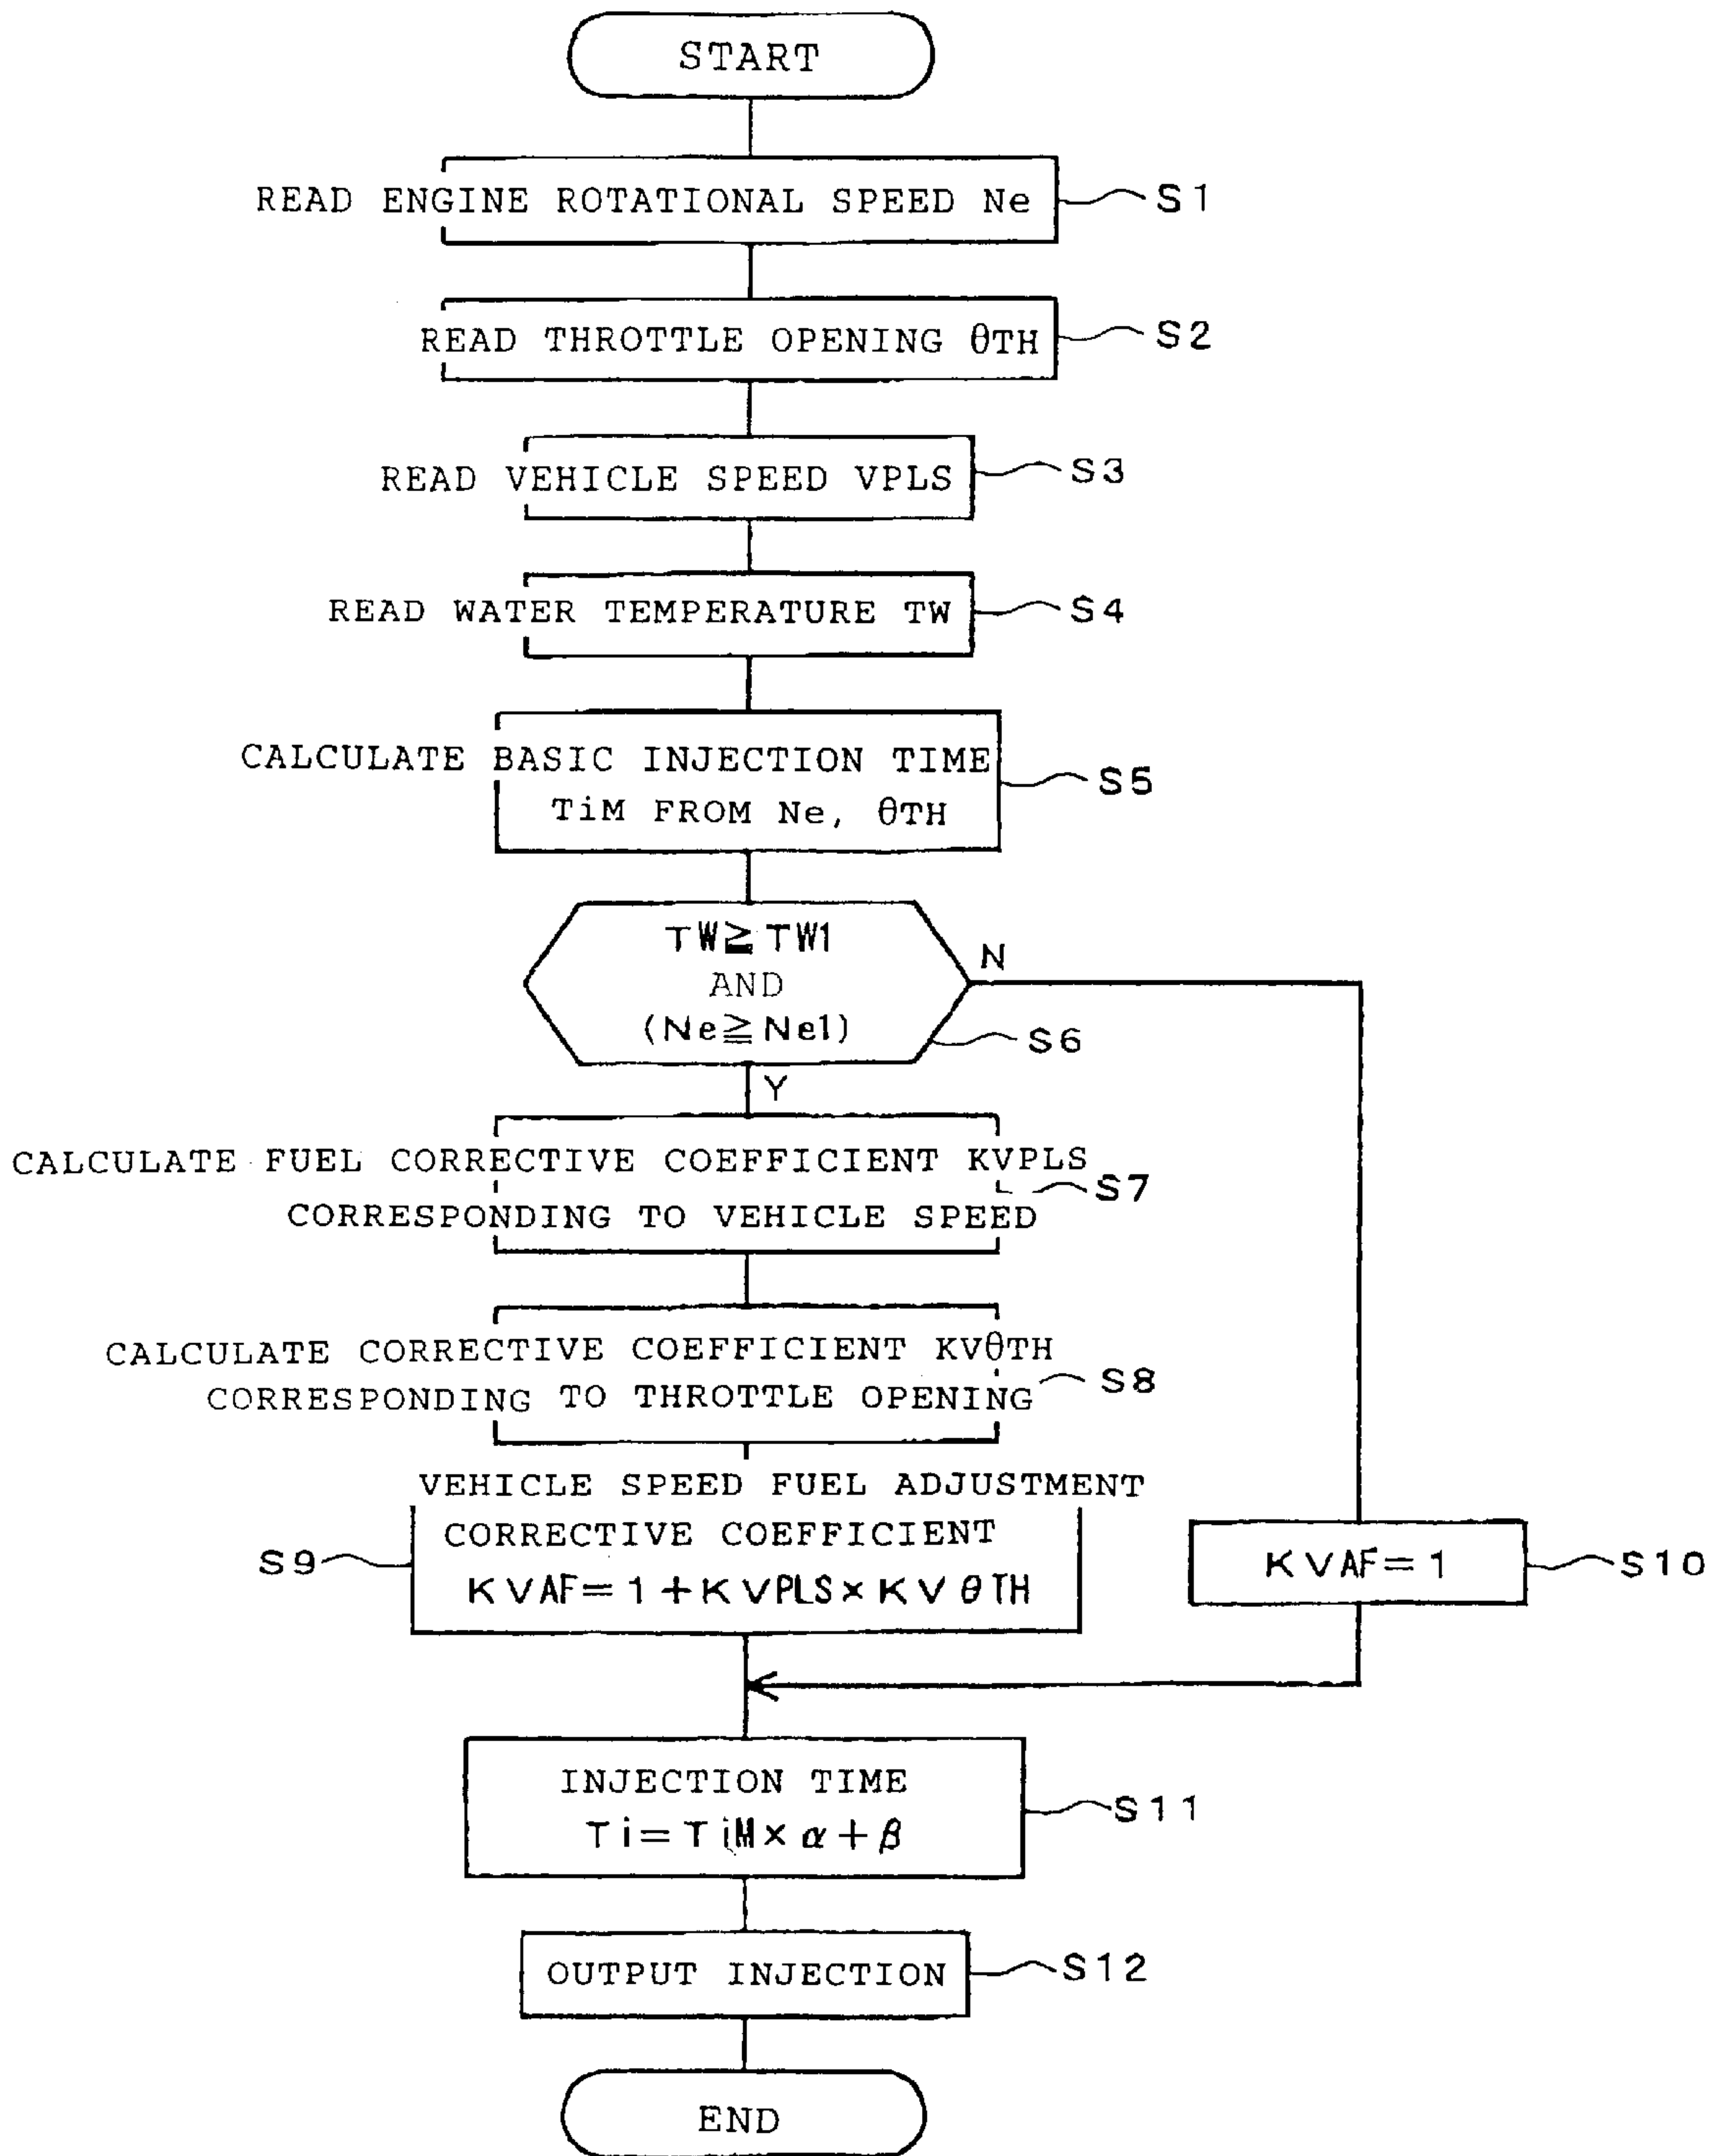 START
READ ENGINE ROTATIONAL SPEED Ne
S1
READ THROTTLE OPENING θTH
S2
READ VEHICLE SPEED VPLS
S3
READ WATER TEMPERATURE TW
S4
CALCULATE BASIC INJECTION TIME
TiM FROM Ne, θTH
S5
TW≧TW1
AND
(Ne≧Ne1)
N
S6
Y
CALCULATE FUEL CORRECTIVE COEFFICIENT KVPLS
CORRESPONDING TO VEHICLE SPEED
S7
CALCULATE CORRECTIVE COEFFICIENT KVθTH
CORRESPONDING TO THROTTLE OPENING
S8
VEHICLE SPEED FUEL ADJUSTMENT
CORRECTIVE COEFFICIENT
KVAF=1+KVPLS×KVθTH
S9
KVAF=1
S10
INJECTION TIME
Ti=TiM×α+β
S11
OUTPUT INJECTION
S12
END